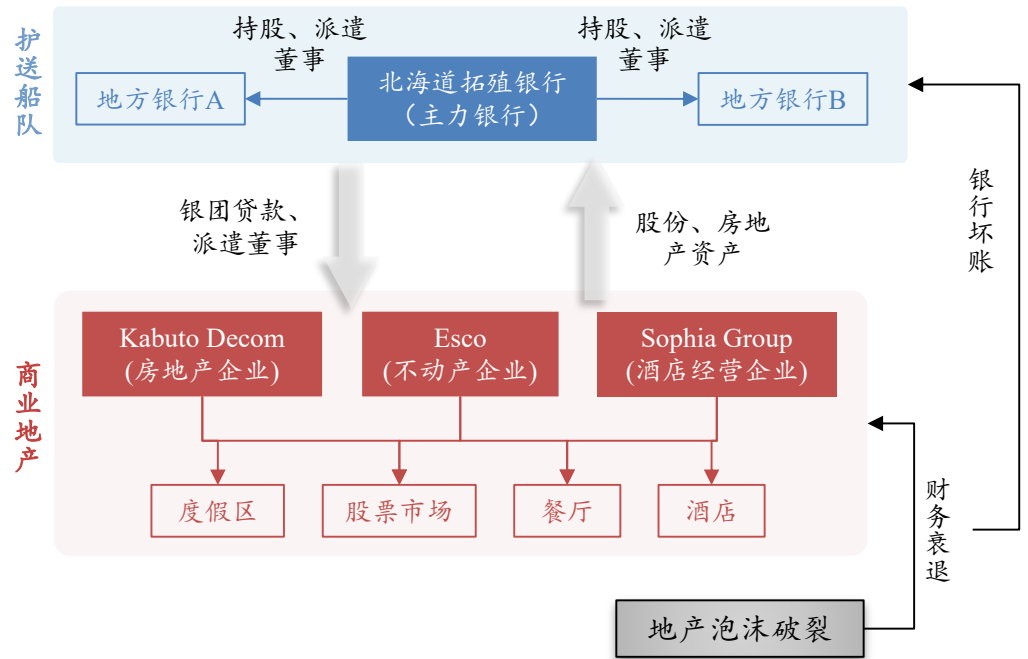 护送船队
持股、派遣
董事
持股、派遣
董事
地方银行A
北海道拓殖银行
（主力银行）
地方银行B
银团贷款、
派遣董事
股份、房地
产资产
银行坏账
商业地产
Kabuto Decom
(房地产企业)
Esco
(不动产企业)
Sophia Group
(酒店经营企业)
度假区
股票市场
餐厅
酒店
财务衰退
地产泡沫破裂